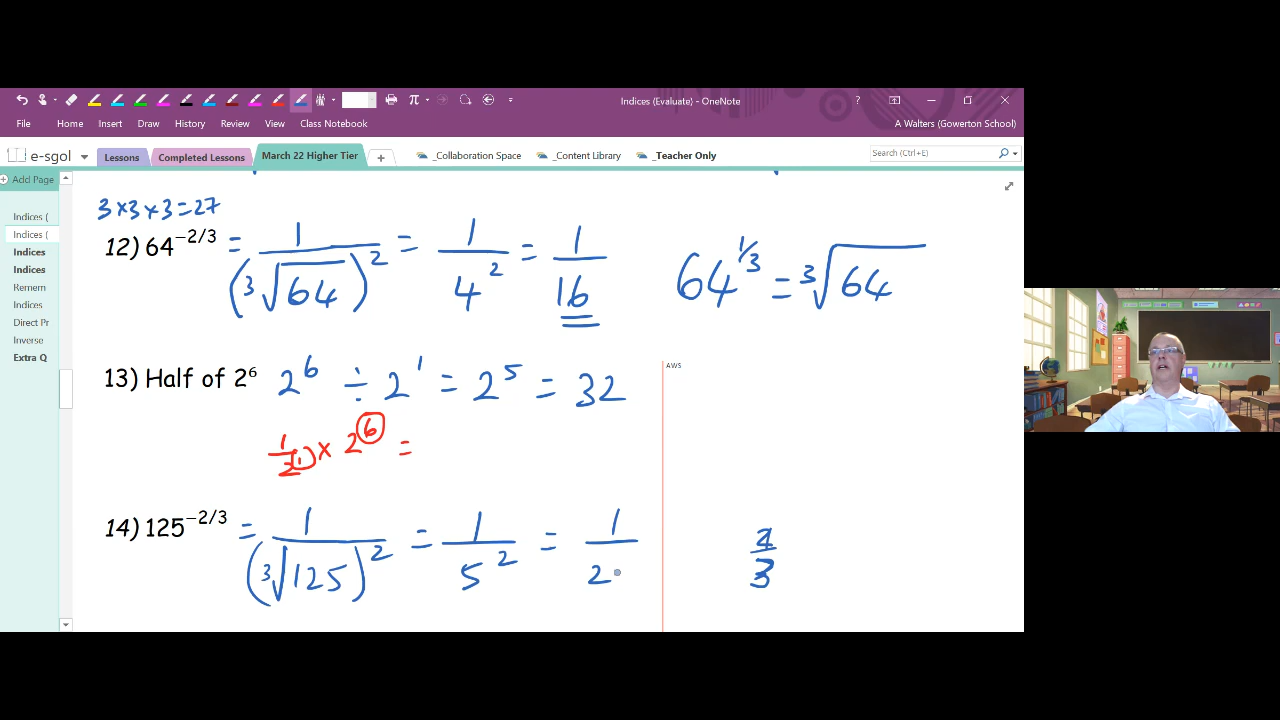 Indices (Evaluate) - OneNote
?
File Home Insert Draw History Review View Class Notebook
A Walters (Gowerton School)
e-sgol Lessons Completed Lessons March 22 Higher Tier + _Collaboration Space _Content Library _Teacher Only
Search (Ctrl+E)
Add Page
Indices (
Indices (
Indices
Indices
Remem
Indices
Direct Pr
Inverse
Extra Q
3 × 3 × 3 = 27
12) 64^(-2/3) = 1/(³√64)² = 1/4² = 1/16
64^(1/3) = ³√64
13) Half of 2⁶ 2⁶ ÷ 2¹ = 2⁵ = 32
AWS
1/2¹ × 2⁶ =
14) 125^(-2/3) = 1/(³√125)² = 1/5² = 1/2